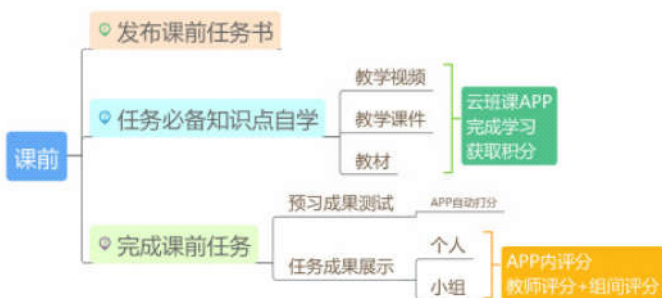 发布课前任务书
教学视频
任务必备知识点自学
教学课件
教材
云班课APP
完成学习
获取积分
课前
预习成果测试
APP自动打分
完成课前任务
任务成果展示
个人
小组
APP内评分
教师评分+组间评分